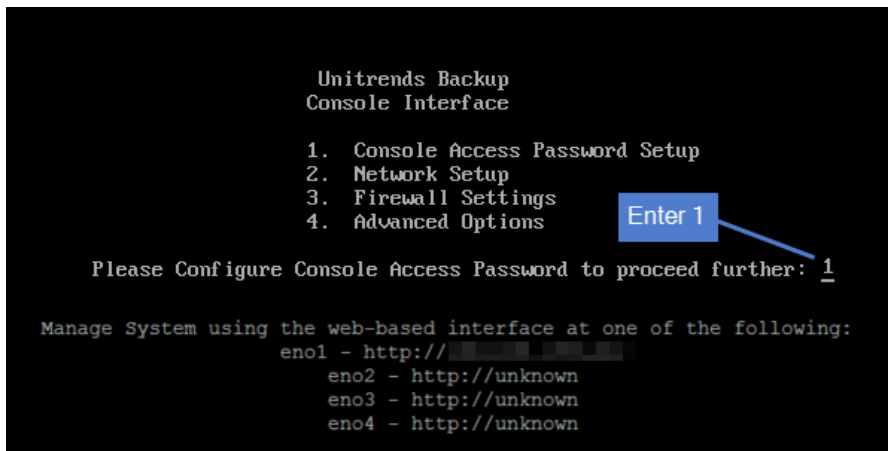 Unitrends Backup
Console Interface
1. Console Access Password Setup
2. Network Setup
3. Firewall Settings
4. Advanced Options
Enter 1
Please Configure Console Access Password to proceed further: 1
Manage System using the web-based interface at one of the following:
eno1 - http://
eno2 - http://unknown
eno3 - http://unknown
eno4 - http://unknown